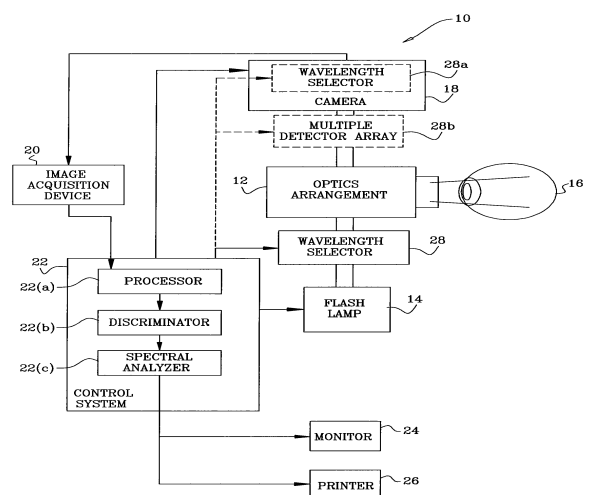 10
WAVELENGTH
SELECTOR
28a
CAMERA
18
MULTIPLE
DETECTOR ARRAY
28b
20
IMAGE
ACQUISITION
DEVICE
12
OPTICS
ARRANGEMENT
16
WAVELENGTH
SELECTOR
28
22
22(a)
PROCESSOR
FLASH
LAMP
14
22(b)
DISCRIMINATOR
22(c)
SPECTRAL
ANALYZER
CONTROL
SYSTEM
MONITOR
24
PRINTER
26